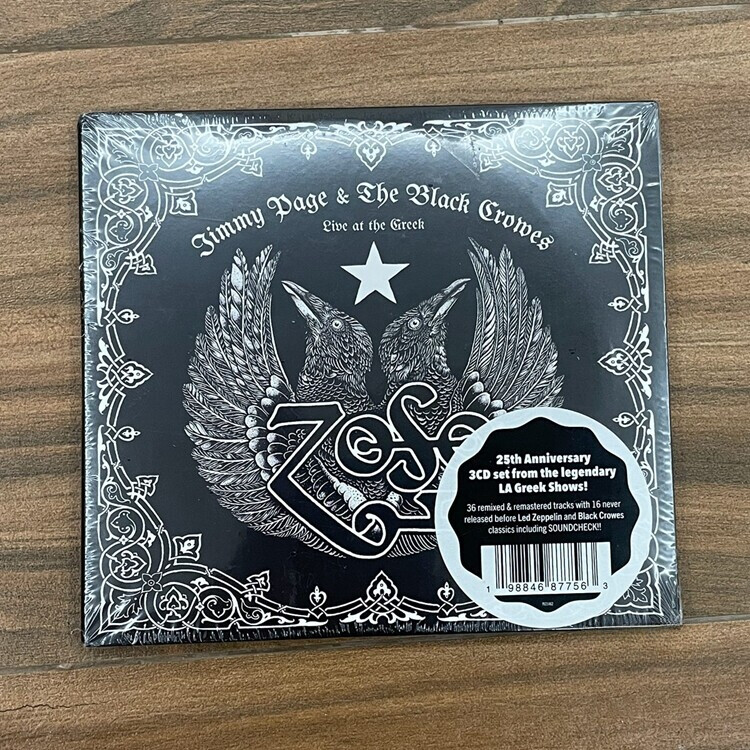 Jimmy Page & The Black Crowes
Live at the Greek
ZoSo
25th Anniversary
3CD set from the legendary
LA Greek Shows!
36 remixed & remastered tracks with 16 never
released before Led Zeppelin and Black Crowes
classics including SOUNDCHECK!!
1 98846 87756 3